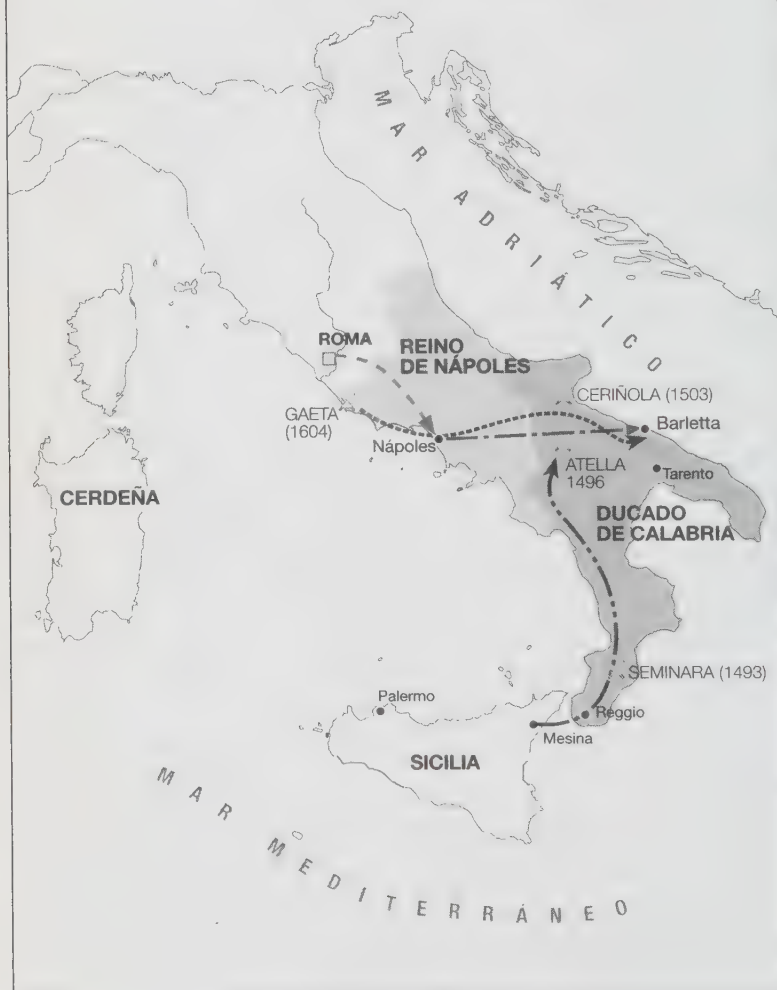 MAR ADRIÁTICO
ROMA
REINO
DE NÁPOLES
CERIÑOLA (1503)
GAETA
(1604)
Barletta
Nápoles
ATELLA
1496
Tarento
CERDEÑA
DUCADO
DE CALABRIA
SEMINARA (1493)
Palermo
Reggio
Mesina
SICILIA
MAR MEDITERRÁNEO